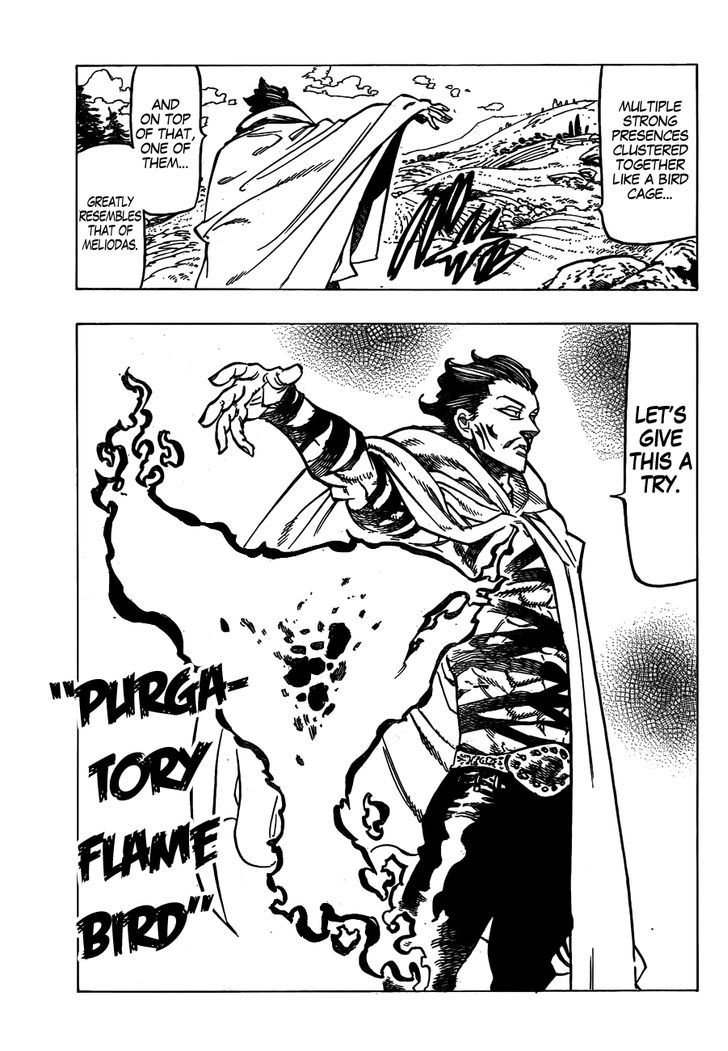 MULTIPLE
STRONG
PRESENCES
CLUSTERED
TOGETHER
LIKE A BIRD
CAGE...
AND
ON TOP
OF THAT,
ONE OF
THEM...
GREATLY
RESEMBLES
THAT OF
MELIODAS.
LET'S
GIVE
THIS A
TRY.
""PURGA-
TORY
FLAME
BIRD""